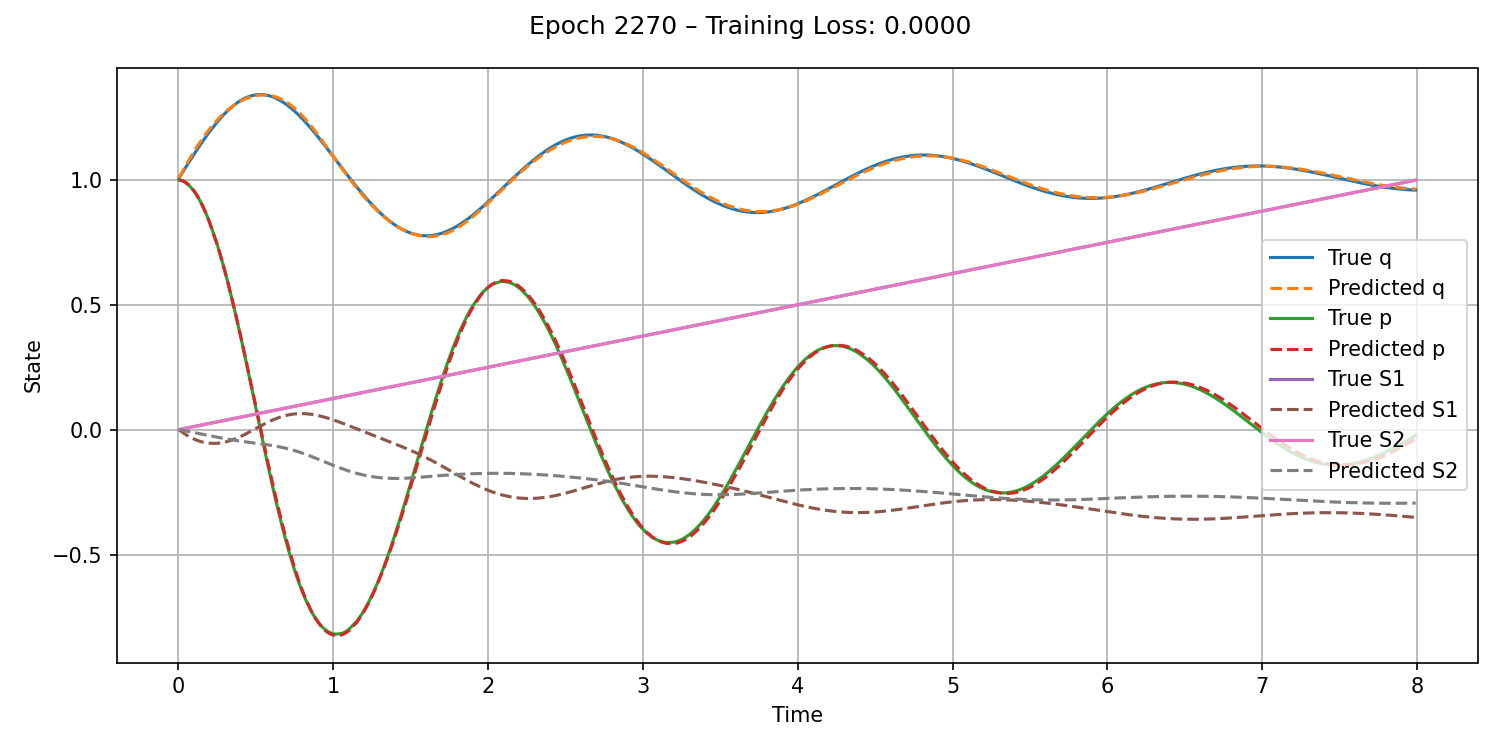 Epoch 2270 – Training Loss: 0.0000
1.0
0.5
0.0
−0.5
State
0 1 2 3 4 5 6 7 8
Time
True q
Predicted q
True p
Predicted p
True S1
Predicted S1
True S2
Predicted S2